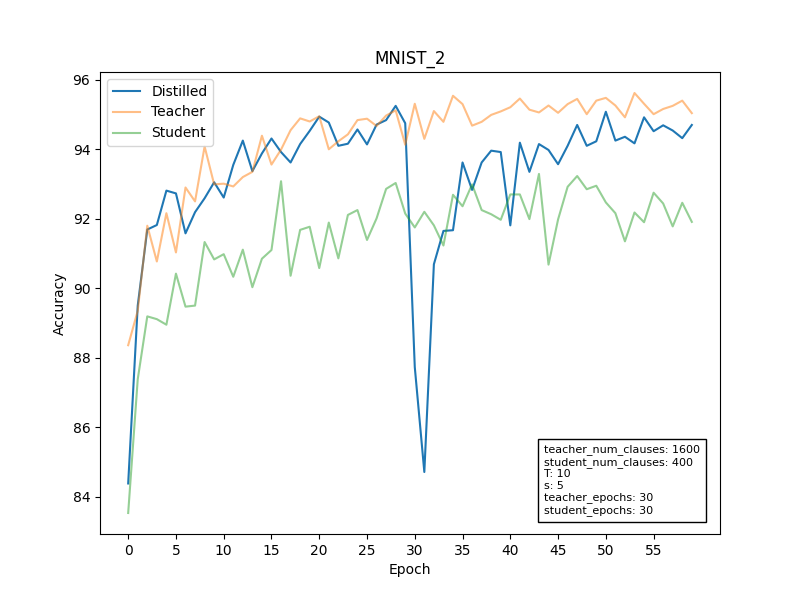 MNIST_2
Distilled
Teacher
Student
96
94
92
90
88
86
84
Accuracy
teacher_num_clauses: 1600
student_num_clauses: 400
T: 10
s: 5
teacher_epochs: 30
student_epochs: 30
0 5 10 15 20 25 30 35 40 45 50 55
Epoch